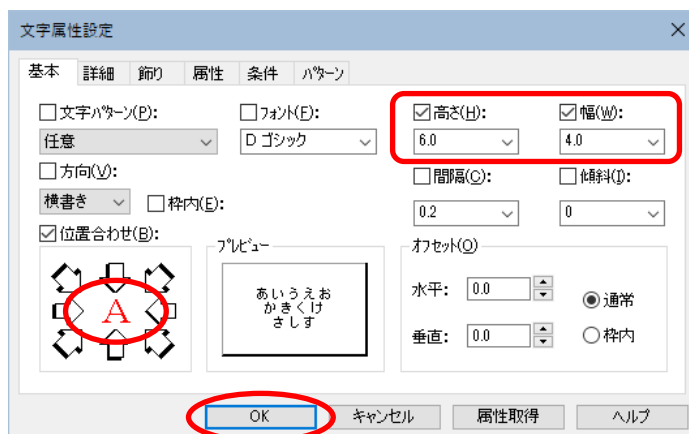 文字属性設定
基本 詳細 飾り 属性 条件 パターン
文字パターン(P): フォント(F): 高さ(H): 幅(W):
任意 D ゴシック 6.0 4.0
方向(V): 間隔(C): 傾斜(I):
横書き 枠内(E): 0.2 0
位置合わせ(B): プレビュー オフセット(O)
A
あいうえお
かきくけ
さしす
水平: 0.0 通常
垂直: 0.0 枠内
OK キャンセル 属性取得 ヘルプ